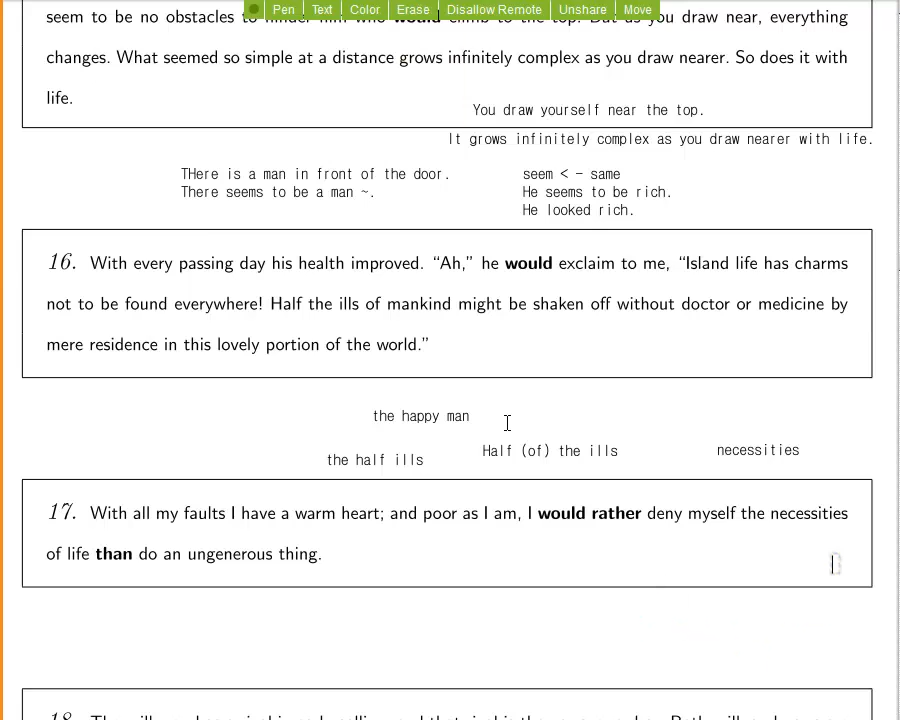 Pen Text Color Erase Disallow Remote Unshare Move
seem to be no obstacles to hinder him who would climb to the top. But as you draw near, everything
changes. What seemed so simple at a distance grows infinitely complex as you draw nearer. So does it with
life.
You draw yourself near the top.
It grows infinitely complex as you draw nearer with life.
THere is a man in front of the door.
There seems to be a man ~.
seem < - same
He seems to be rich.
He looked rich.
16. With every passing day his health improved. “Ah,” he would exclaim to me, “Island life has charms
not to be found everywhere! Half the ills of mankind might be shaken off without doctor or medicine by
mere residence in this lovely portion of the world.”
the happy man
the half ills
Half (of) the ills
necessities
17. With all my faults I have a warm heart; and poor as I am, I would rather deny myself the necessities
of life than do an ungenerous thing.
18.